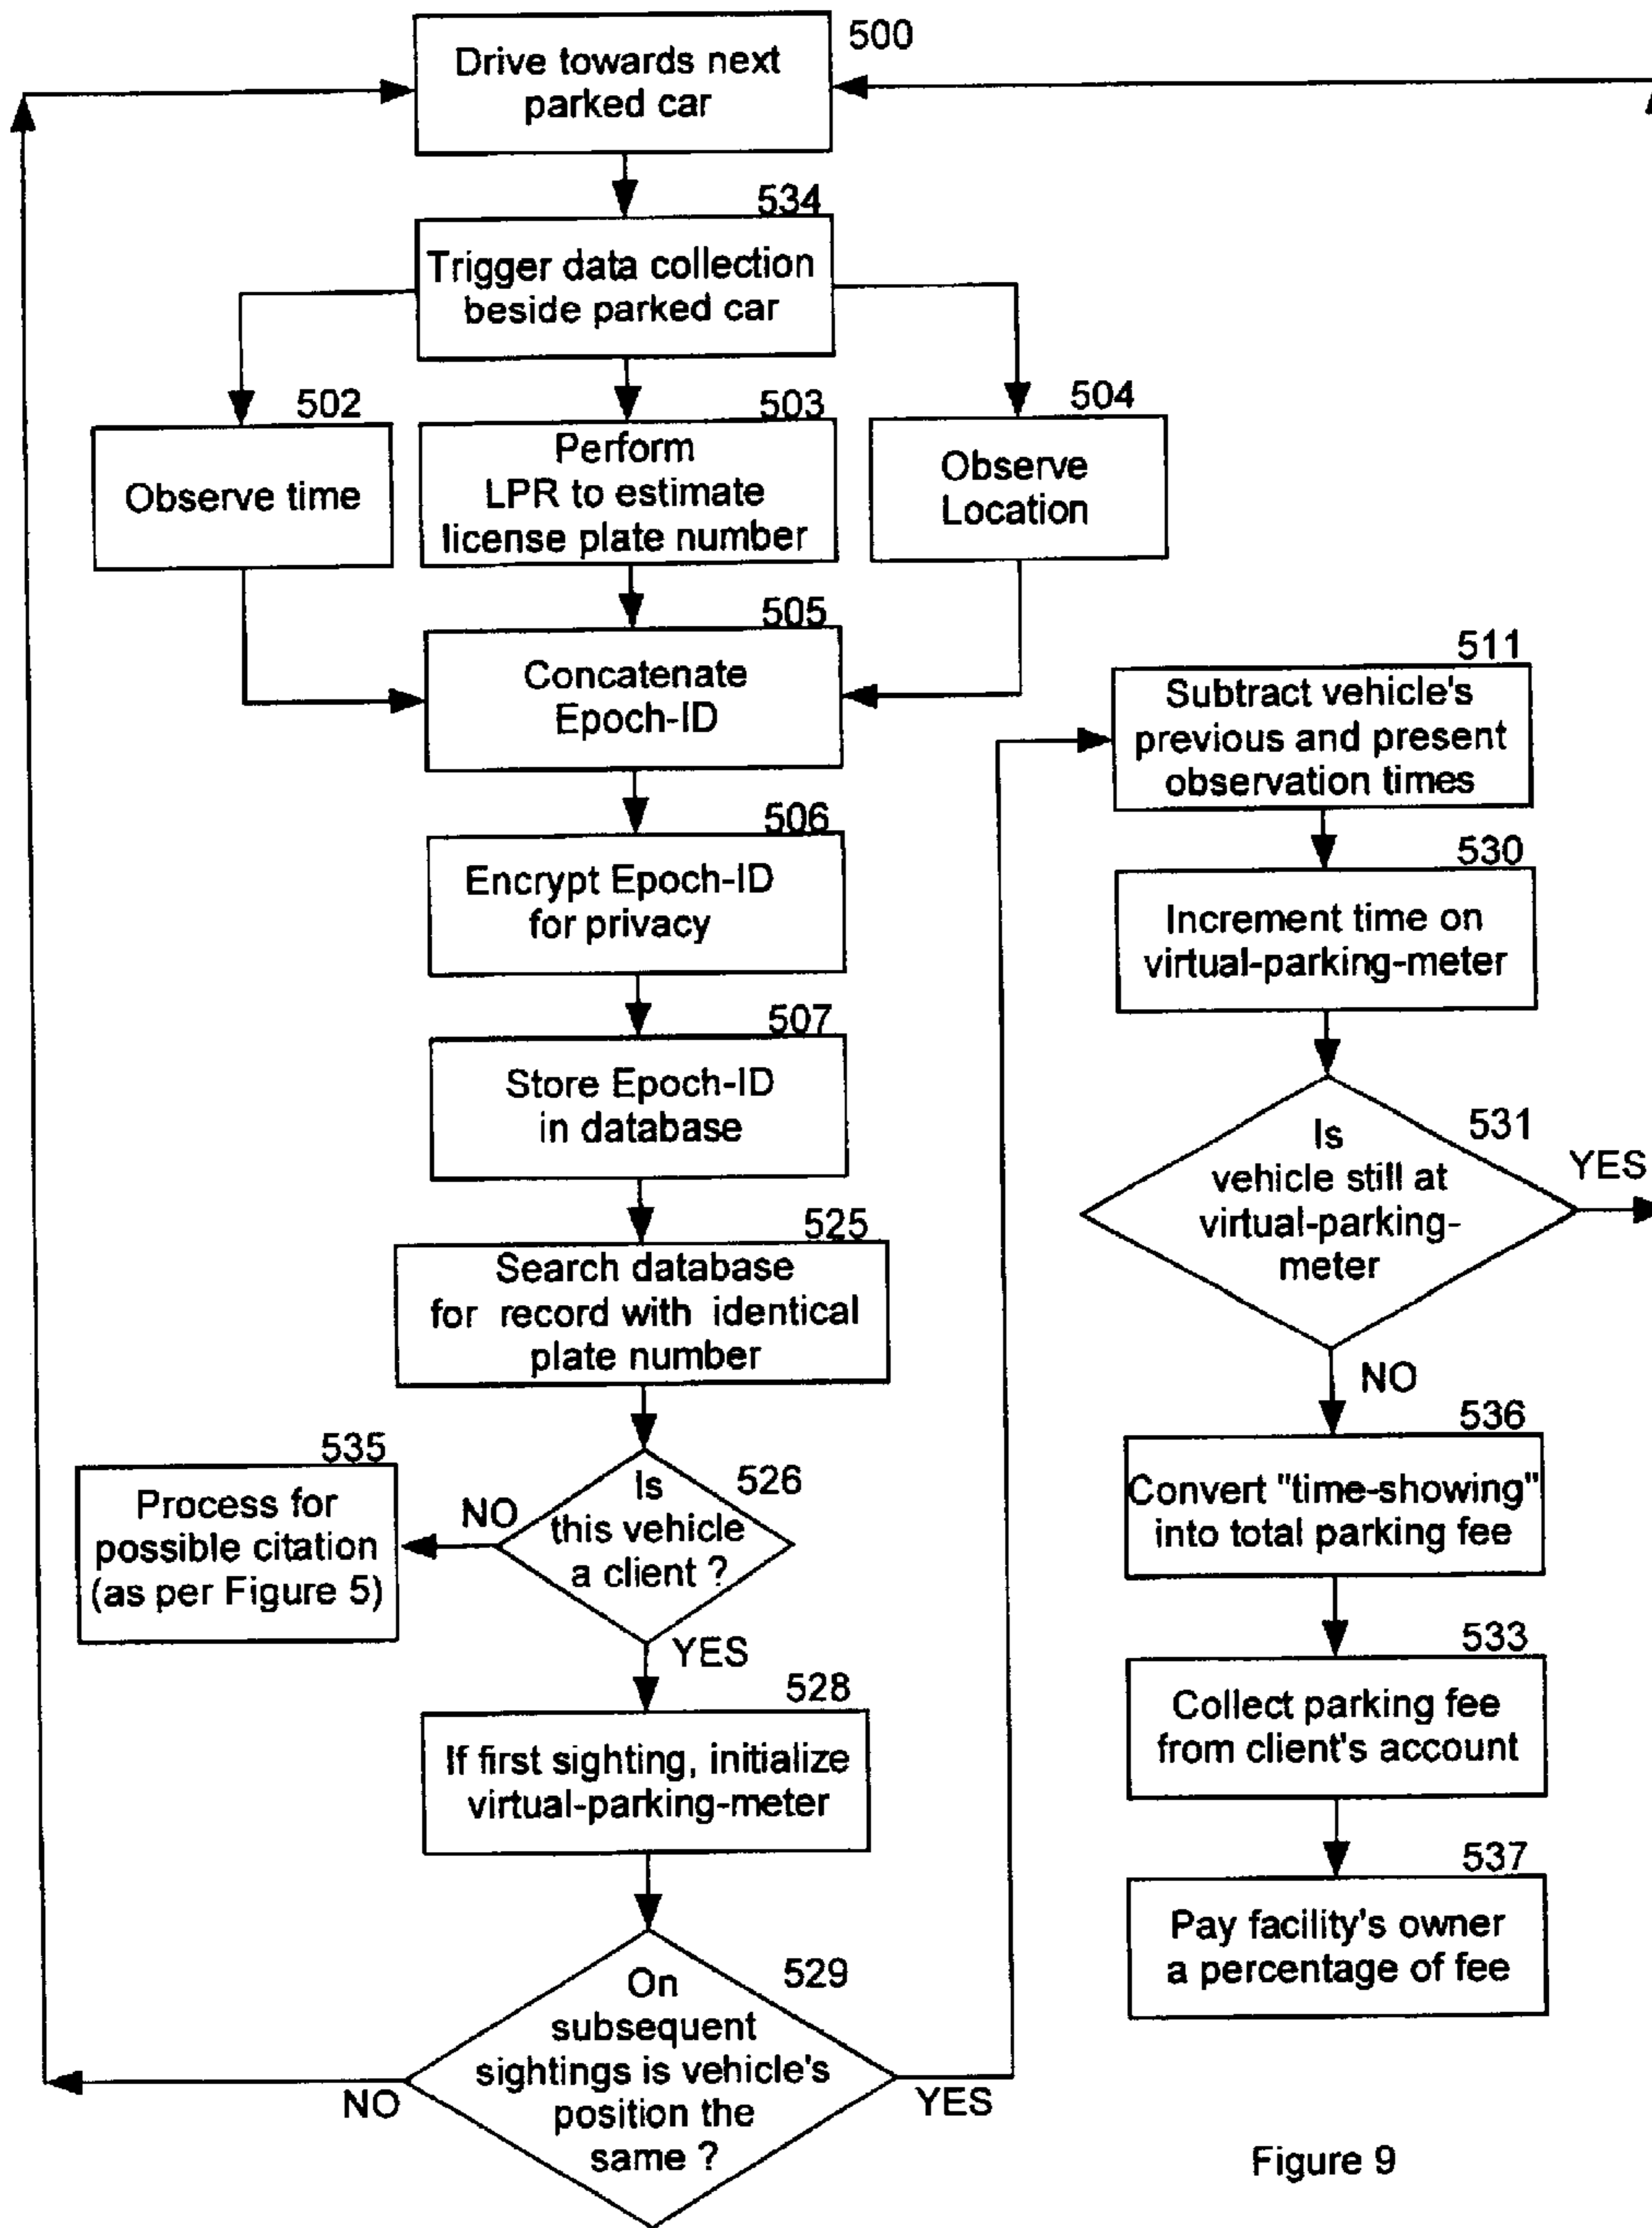 500
Drive towards next
parked car
534
Trigger data collection
beside parked car
502
Observe time
503
Perform
LPR to estimate
license plate number
504
Observe
Location
505
Concatenate
Epoch-ID
506
Encrypt Epoch-ID
for privacy
507
Store Epoch-ID
in database
525
Search database
for record with identical
plate number
526
Is
this vehicle
a client ?
NO
535
Process for
possible citation
(as per Figure 5)
YES
528
If first sighting, initialize
virtual-parking-meter
529
On
subsequent
sightings is vehicle's
position the
same ?
NO
YES
511
Subtract vehicle's
previous and present
observation times
530
Increment time on
virtual-parking-meter
531
Is
vehicle still at
virtual-parking-
meter
YES
NO
536
Convert "time-showing"
into total parking fee
533
Collect parking fee
from client's account
537
Pay facility's owner
a percentage of fee
Figure 9